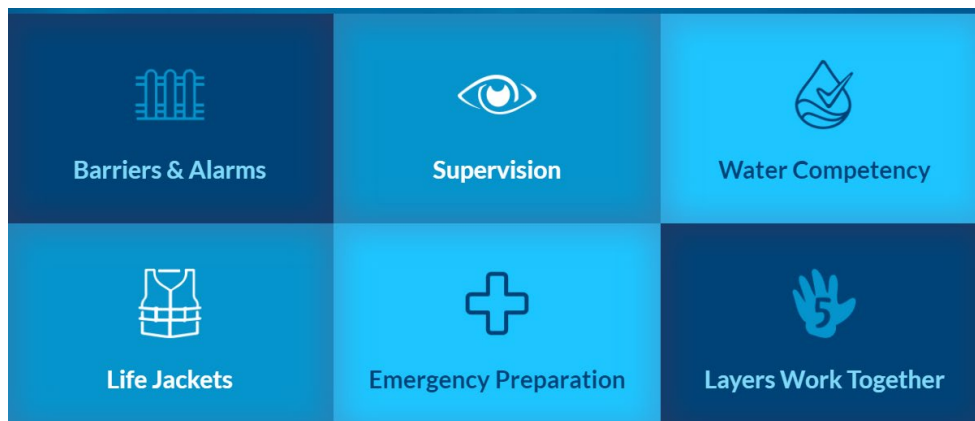 Barriers & Alarms
Supervision
Water Competency
Life Jackets
Emergency Preparation
5
Layers Work Together